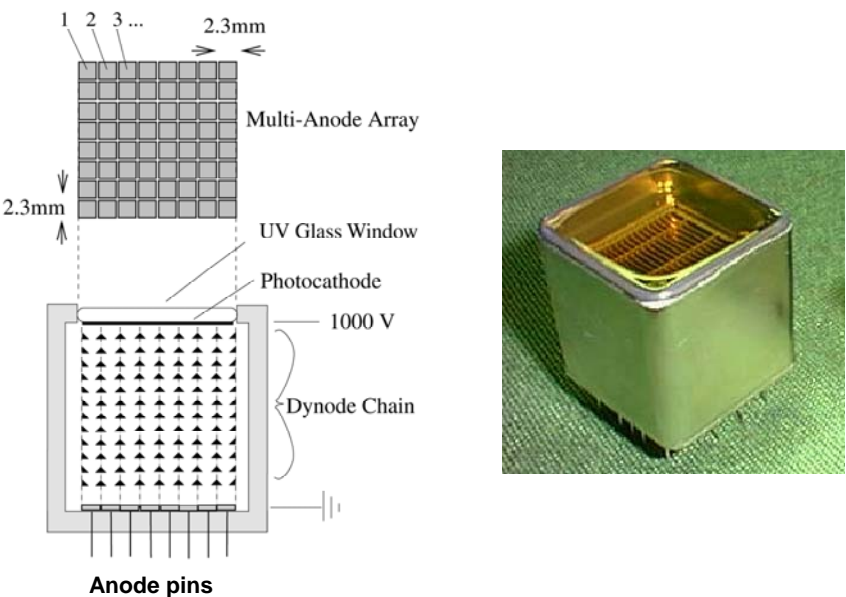 1 2 3 ...
2.3mm
Multi-Anode Array
2.3mm
UV Glass Window
Photocathode
1000 V
Dynode Chain
Anode pins